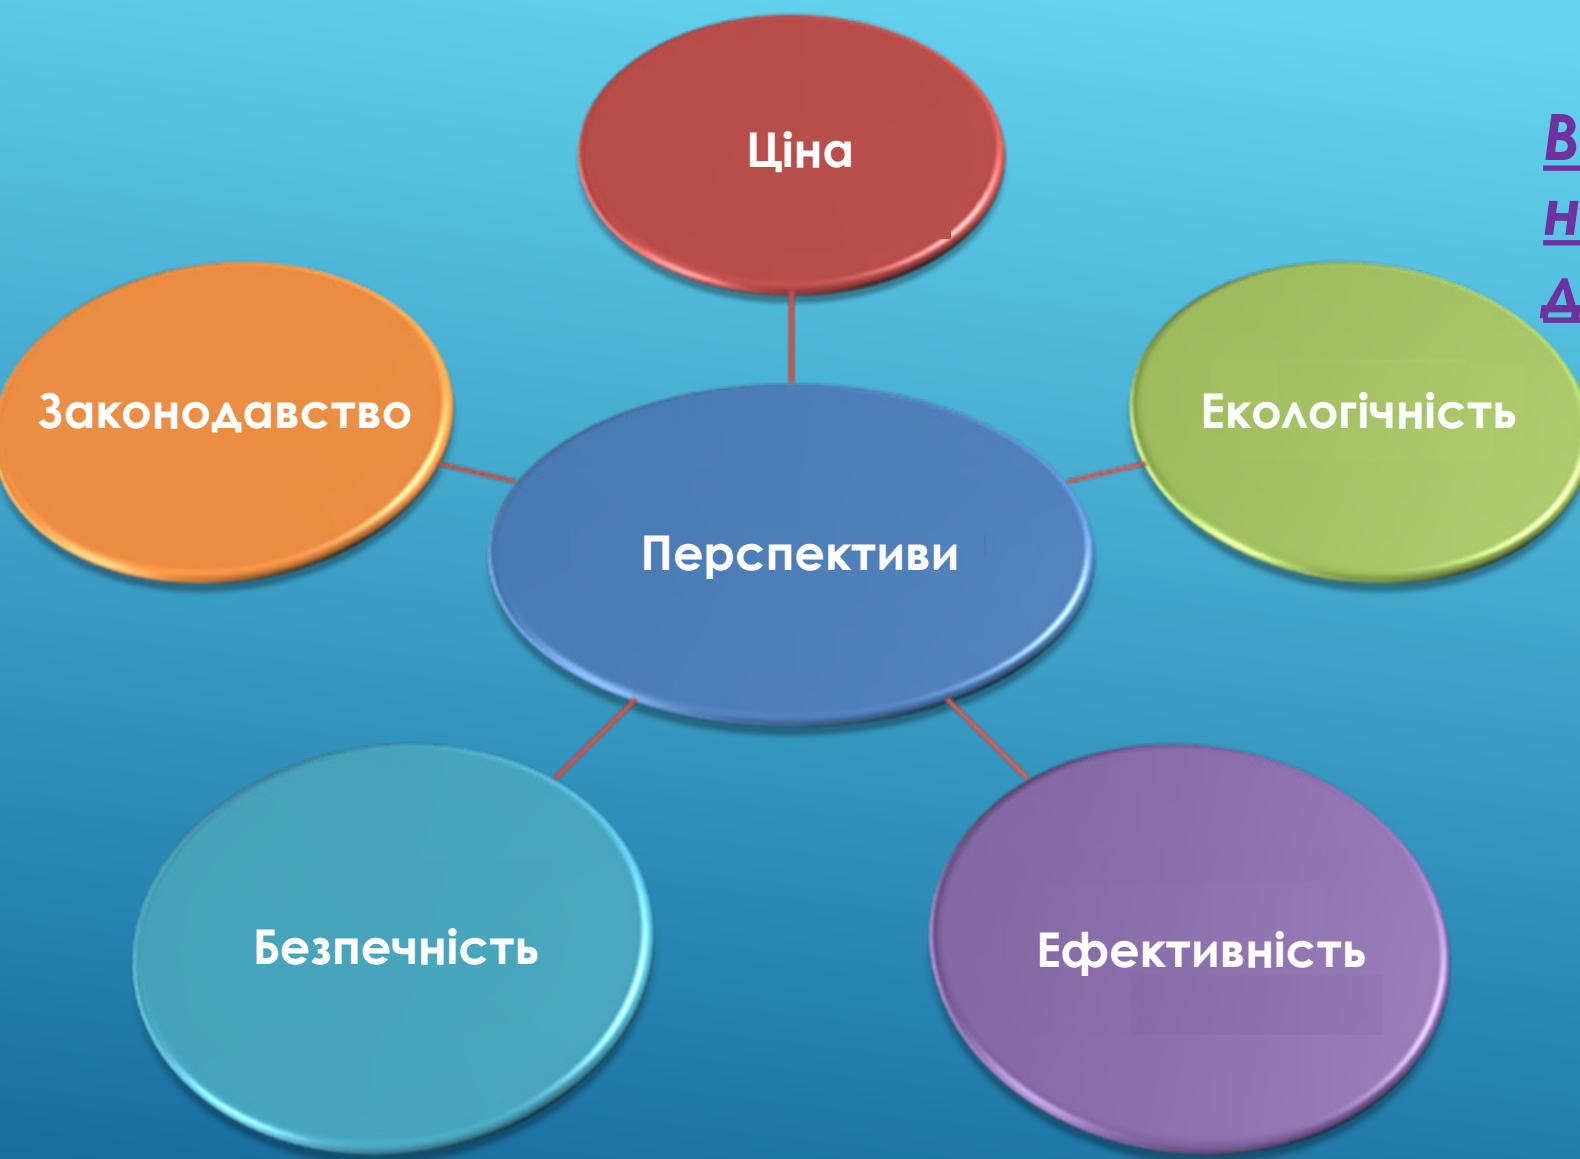 Ціна
Законодавство
Екологічність
Перспективи
Безпечність
Ефективність